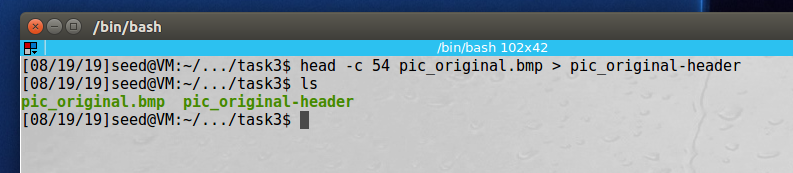 /bin/bash
/bin/bash 102x42
[08/19/19]seed@VM:~/.../task3$ head -c 54 pic_original.bmp > pic_original-header
[08/19/19]seed@VM:~/.../task3$ ls
pic_original.bmp  pic_original-header
[08/19/19]seed@VM:~/.../task3$